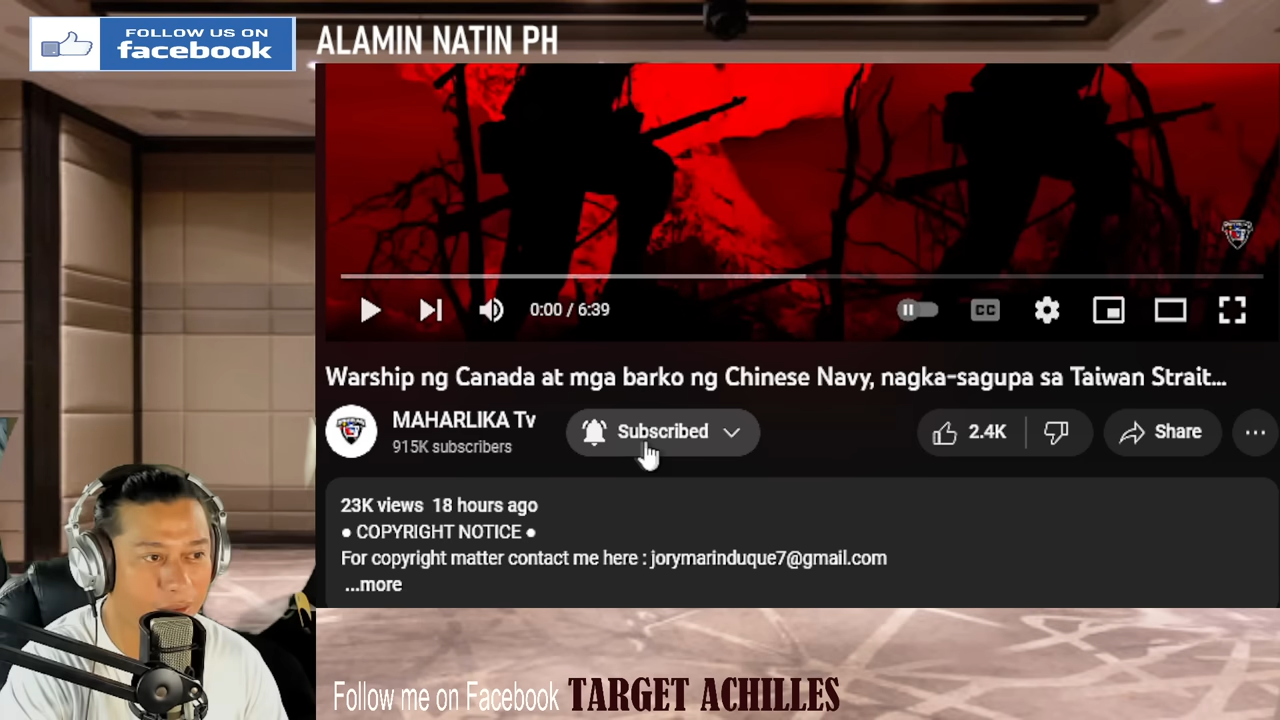 FOLLOW US ON
facebook
ALAMIN NATIN PH
0:00 / 6:39
CC
Warship ng Canada at mga barko ng Chinese Navy, nagka-sagupa sa Taiwan Strait...
MAHARLIKA Tv
915K subscribers
Subscribed
2.4K
Share
23K views 18 hours ago
● COPYRIGHT NOTICE ●
For copyright matter contact me here : jorymarinduque7@gmail.com
...more
Follow me on Facebook TARGET ACHILLES